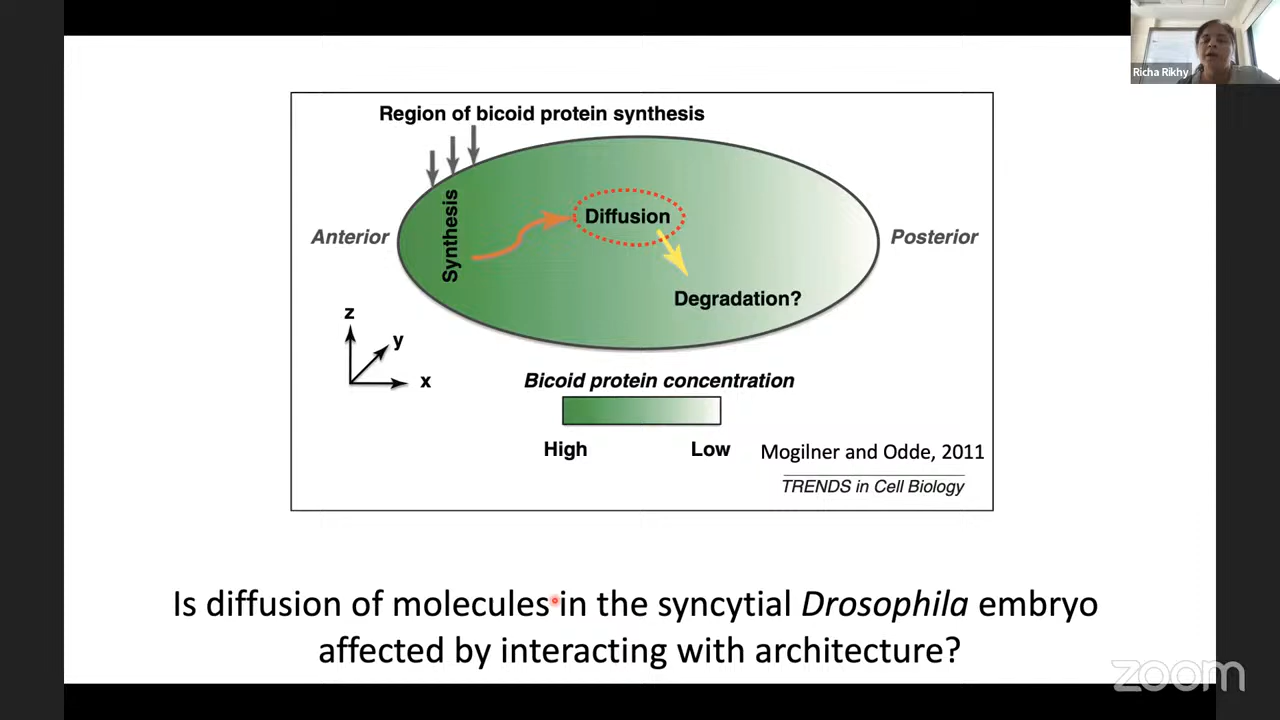 Richa Rikhy
Region of bicoid protein synthesis
Synthesis
Diffusion
Anterior
Posterior
Degradation?
z
y
x
Bicoid protein concentration
High
Low
Mogilner and Odde, 2011
TRENDS in Cell Biology
Is diffusion of molecules in the syncytial Drosophila embryo
affected by interacting with architecture?
zoom